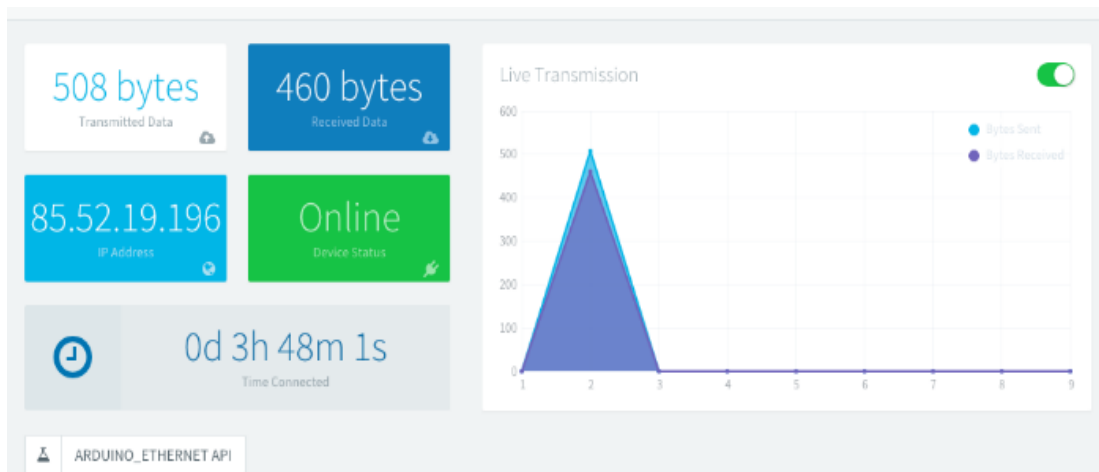 508 bytes
Transmitted Data
460 bytes
Received Data
85.52.19.196
IP Address
Online
Device Status
0d 3h 48m 1s
Time Connected
ARDUINO_ETHERNET API
Live Transmission
Bytes Sent
Bytes Received
600
500
400
300
200
100
0
1 2 3 4 5 6 7 8 9